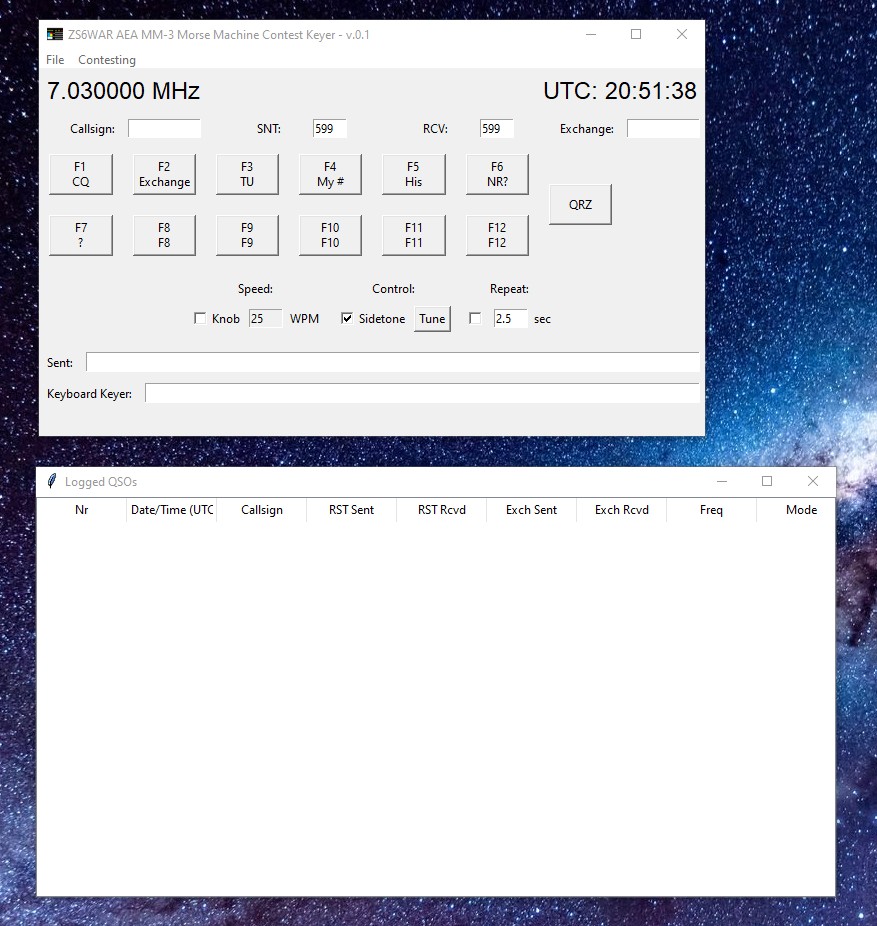 ZS6WAR AEA MM-3 Morse Machine Contest Keyer - v.0.1
File Contesting
7.030000 MHz UTC: 20:51:38
Callsign: SNT: 599 RCV: 599 Exchange:
F1 F2 F3 F4 F5 F6
CQ Exchange TU My # His NR?
QRZ
F7 F8 F9 F10 F11 F12
? F8 F9 F10 F11 F12
Speed: Control: Repeat:
Knob 25 WPM Sidetone Tune 2.5 sec
Sent:
Keyboard Keyer:
Logged QSOs
Nr Date/Time (UTC Callsign RST Sent RST Rcvd Exch Sent Exch Rcvd Freq Mode